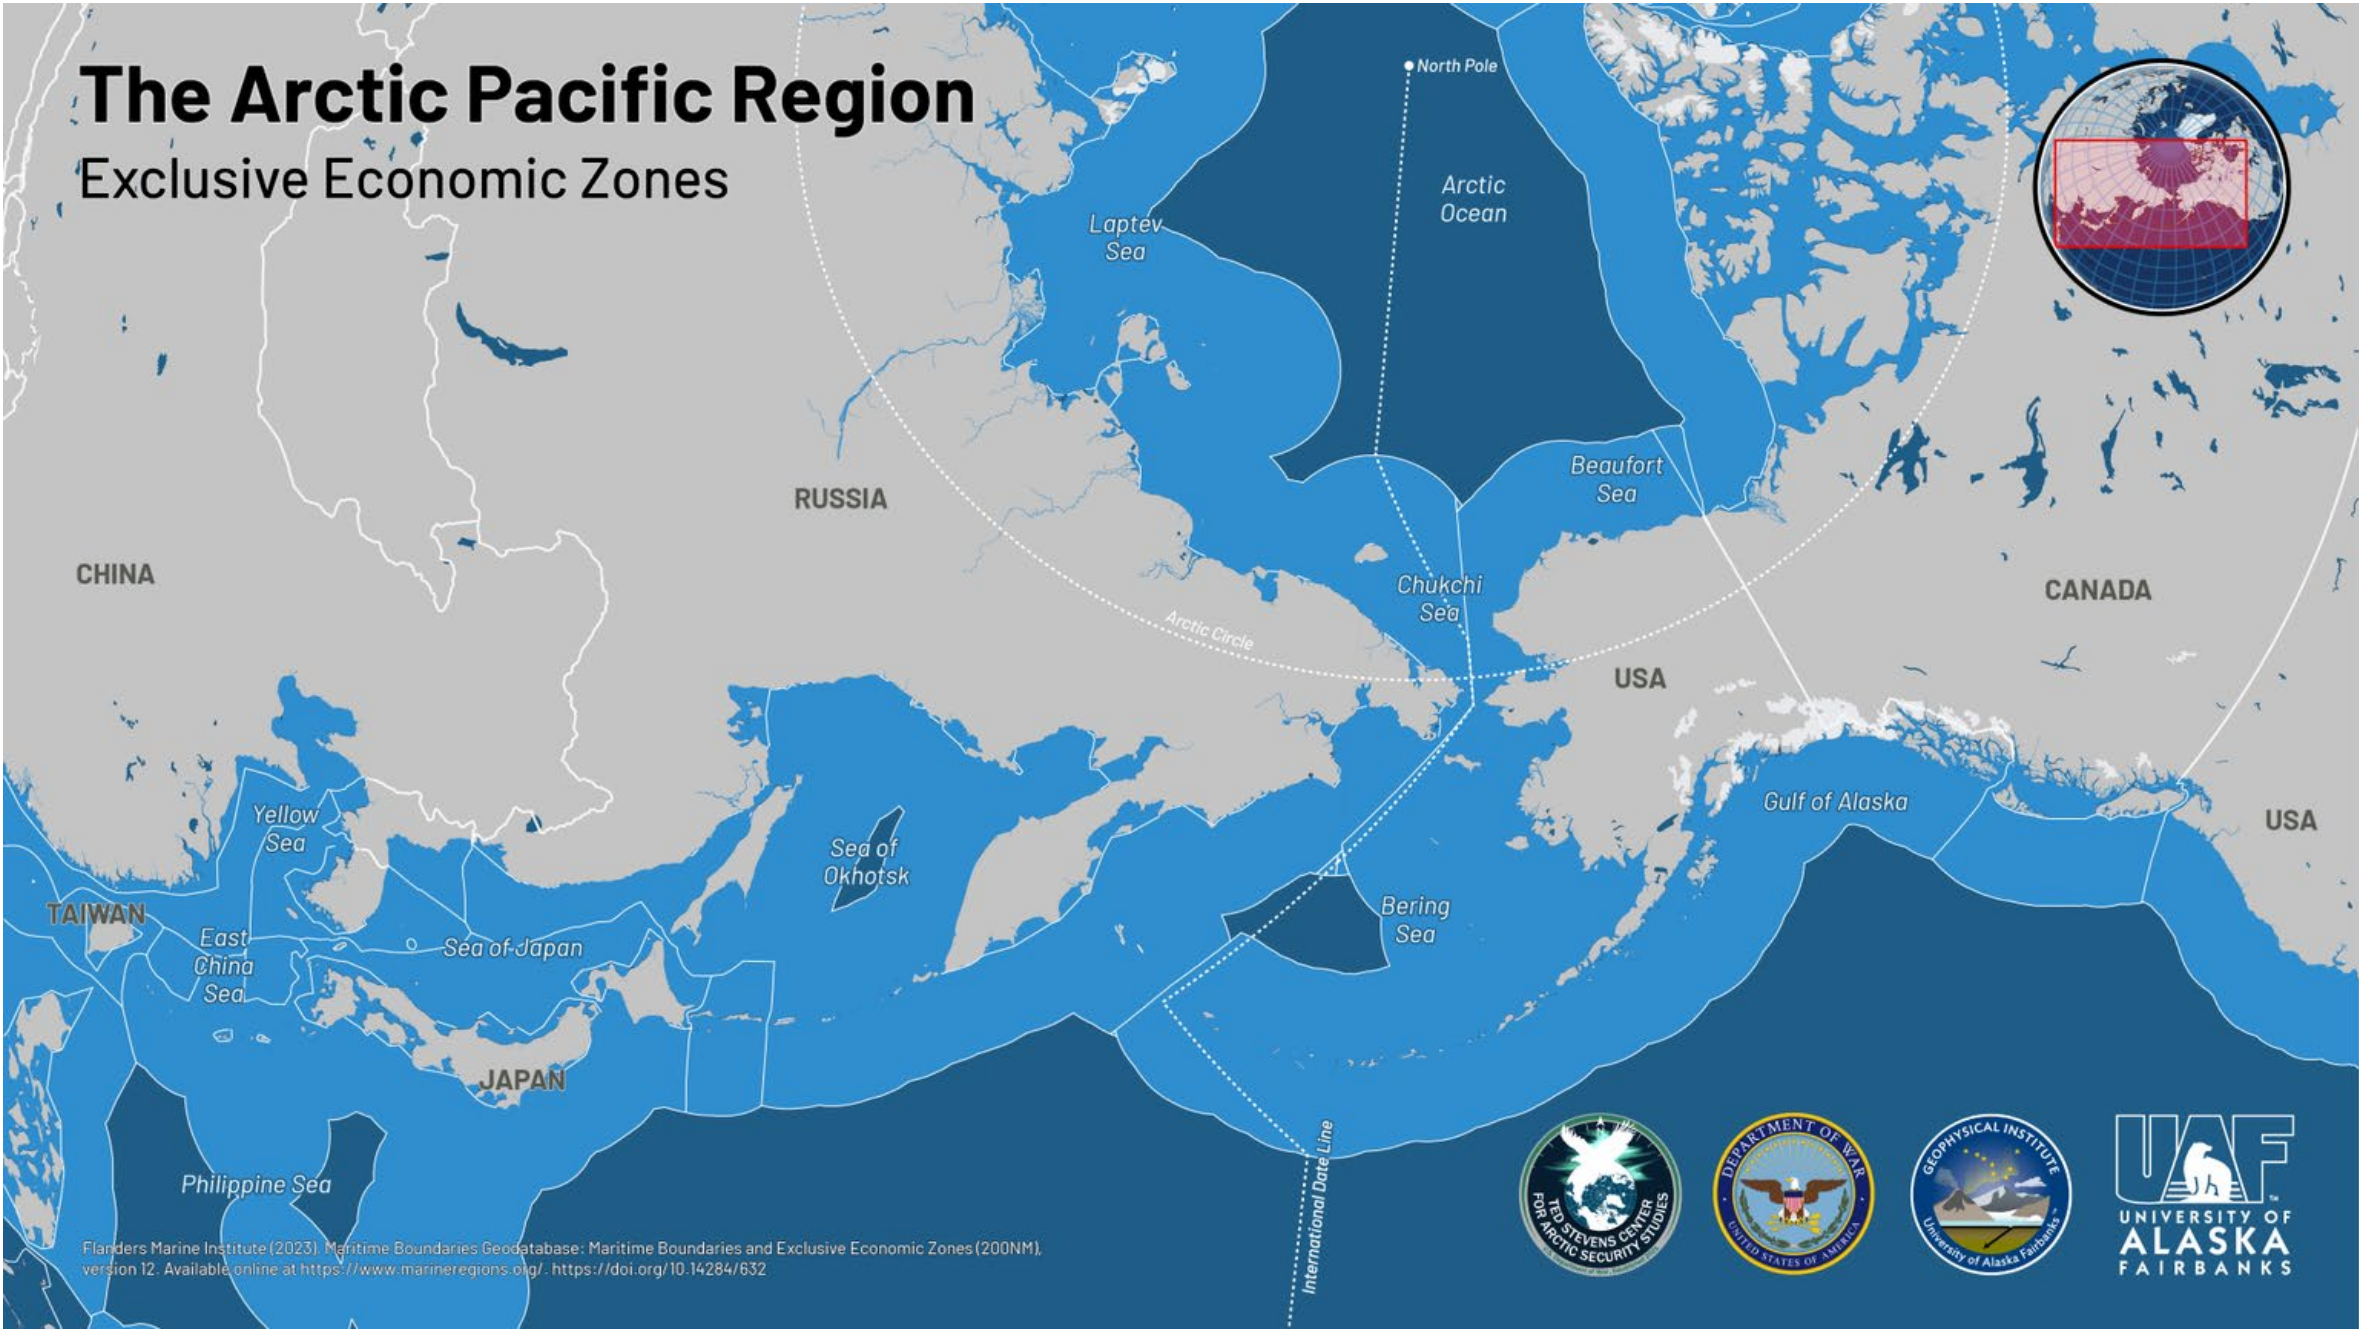 The Arctic Pacific Region
Exclusive Economic Zones
North Pole
Arctic
Ocean
Laptev
Sea
Beaufort
Sea
RUSSIA
CHINA
Chukchi
Sea
CANADA
Arctic Circle
USA
Yellow
Sea
Gulf of Alaska
USA
Sea of
Okhotsk
TAIWAN
Bering
Sea
East
China
Sea
Sea of Japan
JAPAN
Philippine Sea
International Date Line
Flanders Marine Institute (2023). Maritime Boundaries Geodatabase: Maritime Boundaries and Exclusive Economic Zones (200NM),
version 12. Available online at https://www.marineregions.org/. https://doi.org/10.14284/632
TED STEVENS CENTER
FOR ARCTIC SECURITY STUDIES
DEPARTMENT OF WAR
UNITED STATES OF AMERICA
GEOPHYSICAL INSTITUTE
University of Alaska Fairbanks
UAF
UNIVERSITY OF
ALASKA
FAIRBANKS